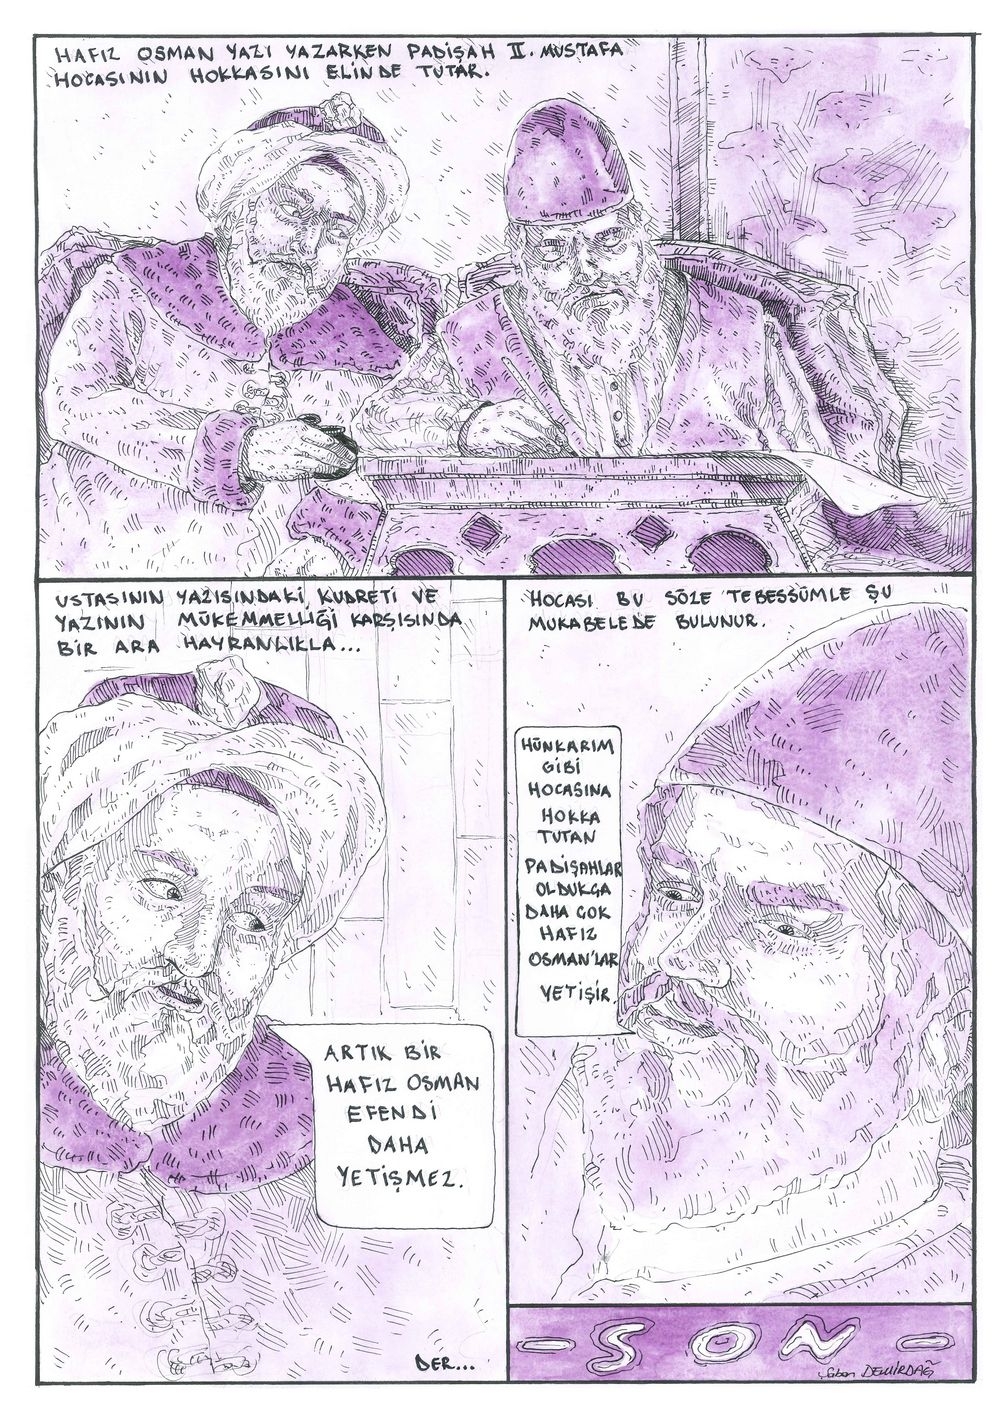 HAFIZ OSMAN YAZI YAZARKEN PADİŞAH II. MUSTAFA
HOCASININ HOKKASINI ELİNDE TUTAR.
USTASININ YAZISINDAKİ KUDRETİ VE
YAZININ MÜKEMMELLİĞİ KARŞISINDA
BİR ARA HAYRANLIKLA...
ARTIK BİR
HAFIZ OSMAN
EFENDİ
DAHA
YETİŞMEZ.
DER...
HOCASI BU SÖZE TEBESSÜMLE ŞU
MUKABELEDE BULUNUR.
HÜNKARIM
GİBİ
HOCASINA
HOKKA
TUTAN
PADİŞAHLAR
OLDUKÇA
DAHA ÇOK
HAFIZ
OSMAN'LAR
YETİŞİR.
- SON -
Şaban DEMİRDAĞ